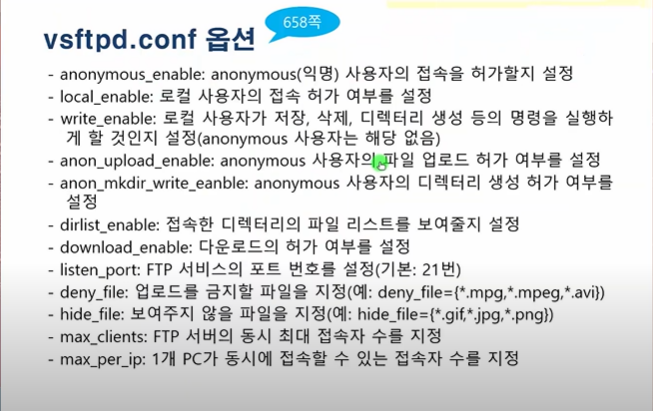 658쪽
vsftpd.conf 옵션
- anonymous_enable: anonymous(익명) 사용자의 접속을 허가할지 설정
- local_enable: 로컬 사용자의 접속 허가 여부를 설정
- write_enable: 로컬 사용자가 저장, 삭제, 디렉터리 생성 등의 명령을 실행하
게 할 것인지 설정(anonymous 사용자는 해당 없음)
- anon_upload_enable: anonymous 사용자의 파일 업로드 허가 여부를 설정
- anon_mkdir_write_eanble: anonymous 사용자의 디렉터리 생성 허가 여부를
설정
- dirlist_enable: 접속한 디렉터리의 파일 리스트를 보여줄지 설정
- download_enable: 다운로드의 허가 여부를 설정
- listen_port: FTP 서비스의 포트 번호를 설정(기본: 21번)
- deny_file: 업로드를 금지할 파일을 지정(예: deny_file={*.mpg,*.mpeg,*.avi})
- hide_file: 보여주지 않을 파일을 지정(예: hide_file={*.gif,*.jpg,*.png})
- max_clients: FTP 서버의 동시 최대 접속자 수를 지정
- max_per_ip: 1개 PC가 동시에 접속할 수 있는 접속자 수를 지정